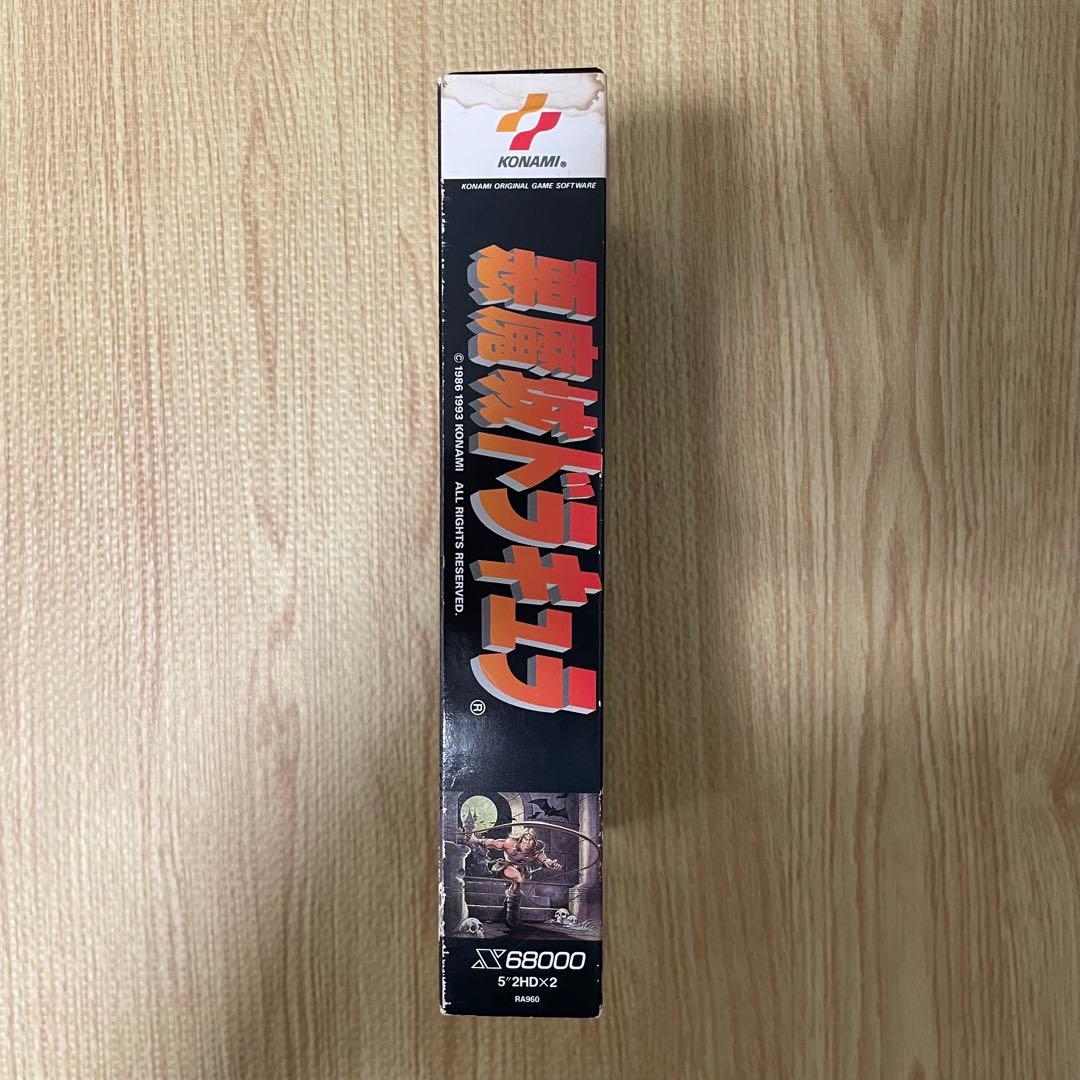 KONAMI®
KONAMI ORIGINAL GAME SOFTWARE
悪魔城ドラキュラ®
© 1986 1993 KONAMI ALL RIGHTS RESERVED.
X68000
5″2HD×2
RA960